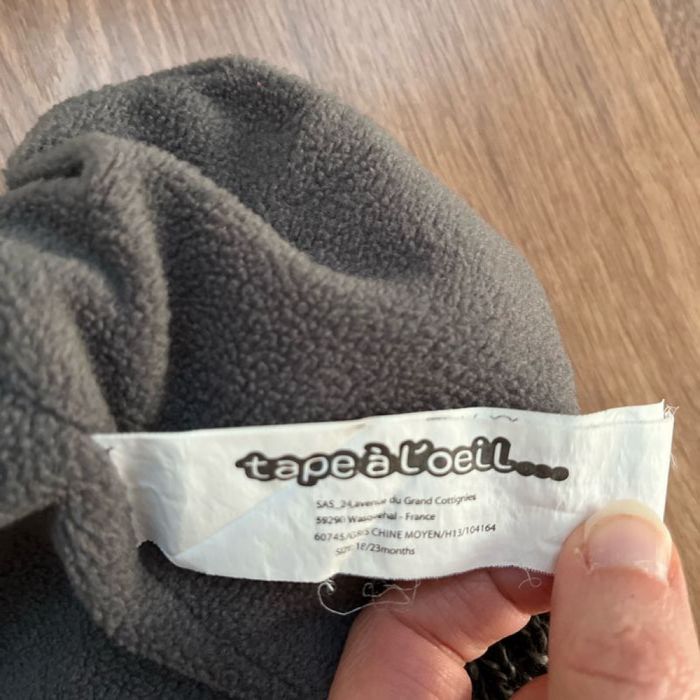 tape à l'oeil....
SAS_24 avenue du Grand Cottignies
59290 Wasquehal - France
60745/GRIS CHINE MOYEN/H13/104164
SIZE 18/23months